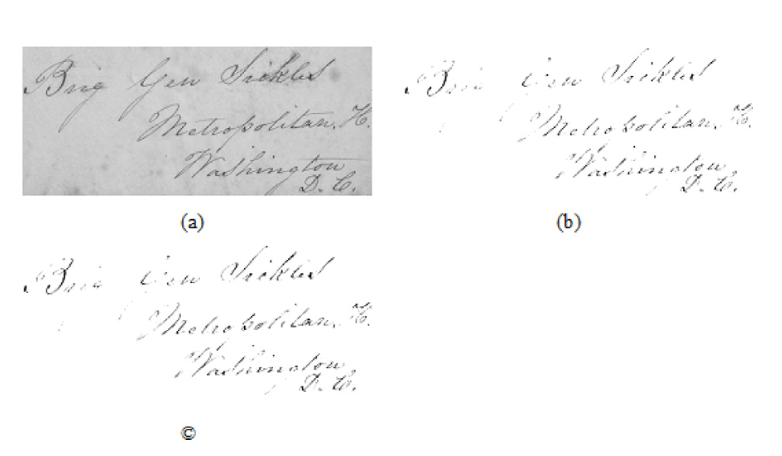 Brig Gen Sickles
Metropolitan. H.
Washington
D. C.
(a)
Brig Gen Sickles
Metropolitan. H.
Washington
D. C.
(b)
Brig Gen Sickles
Metropolitan. H.
Washington
D. C.
©